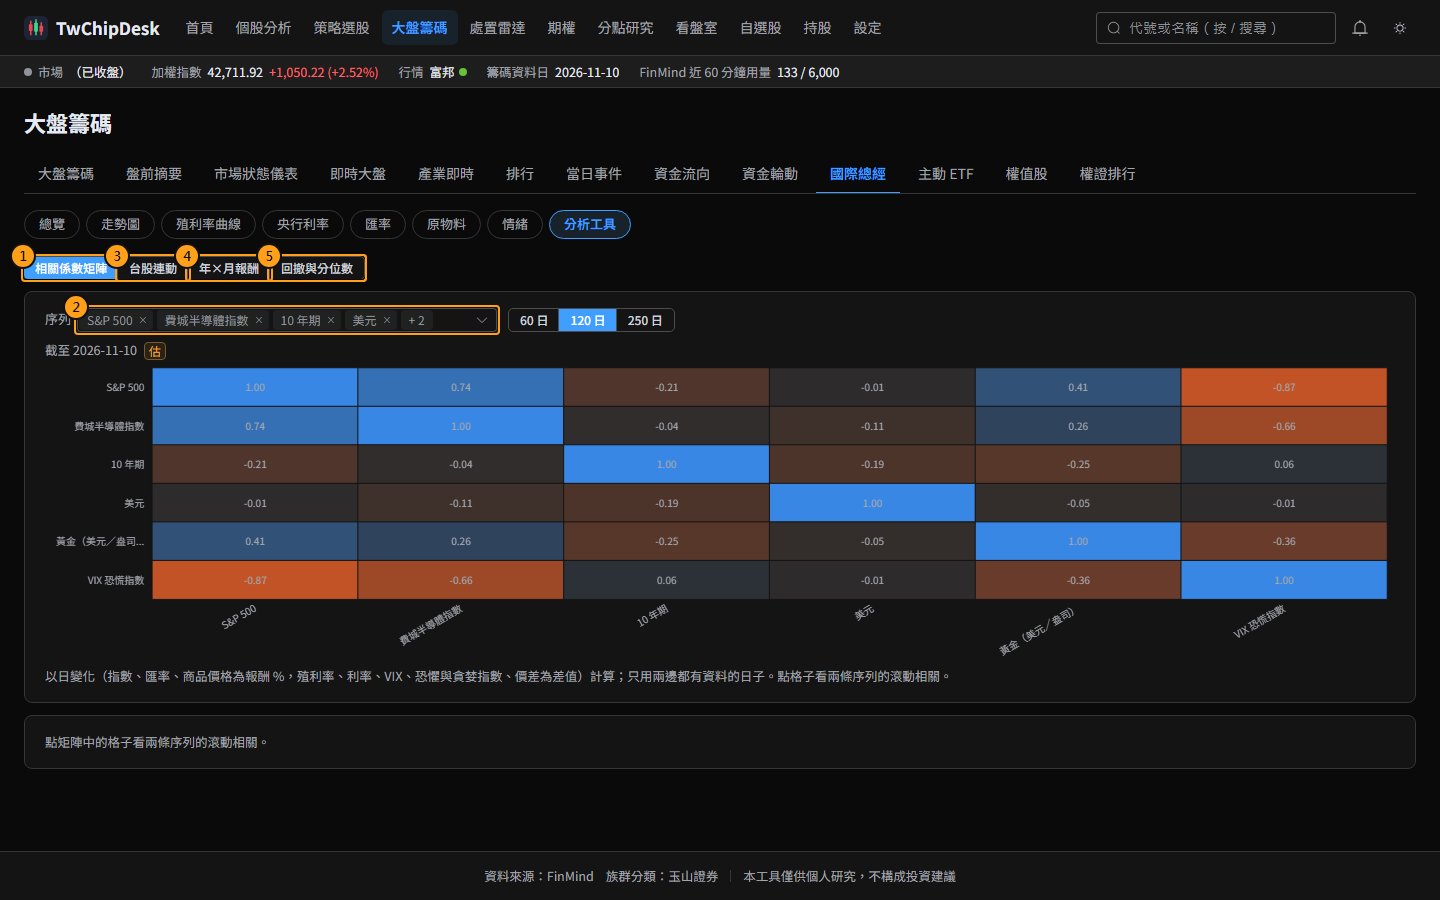 TwChipDesk 首頁 個股分析 策略選股 大盤籌碼 處置雷達 期權 分點研究 看盤室 自選股 持股 設定 代號或名稱（按 / 搜尋）
市場 （已收盤） 加權指數 42,711.92 +1,050.22 (+2.52%) 行情 富邦 籌碼資料日 2026-11-10 FinMind 近 60 分鐘用量 133 / 6,000
大盤籌碼
大盤籌碼 盤前摘要 市場狀態儀表 即時大盤 產業即時 排行 當日事件 資金流向 資金輪動 國際總經 主動 ETF 權值股 權證排行
總覽 走勢圖 殖利率曲線 央行利率 匯率 原物料 情緒 分析工具
1 相關係數矩陣 3 台股連動 4 年×月報酬 5 回撤與分位數
序列 2 S&P 500 × 費城半導體指數 × 10 年期 × 美元 × + 2 60 日 120 日 250 日
截至 2026-11-10 估
S&P 500 1.00 0.74 -0.21 -0.01 0.41 -0.87
費城半導體指數 0.74 1.00 -0.04 -0.11 0.26 -0.66
10 年期 -0.21 -0.04 1.00 -0.19 -0.25 0.06
美元 -0.01 -0.11 -0.19 1.00 -0.05 -0.01
黃金（美元／盎司... 0.41 0.26 -0.25 -0.05 1.00 -0.36
VIX 恐慌指數 -0.87 -0.66 0.06 -0.01 -0.36 1.00
S&P 500 費城半導體指數 10 年期 美元 黃金（美元／盎司） VIX 恐慌指數
以日變化（指數、匯率、商品價格為報酬 %，殖利率、利率、VIX、恐懼與貪婪指數、價差為差值）計算；只用兩邊都有資料的日子。點格子看兩條序列的滾動相關。
點矩陣中的格子看兩條序列的滾動相關。
資料來源：FinMind 族群分類：玉山證券 本工具僅供個人研究，不構成投資建議